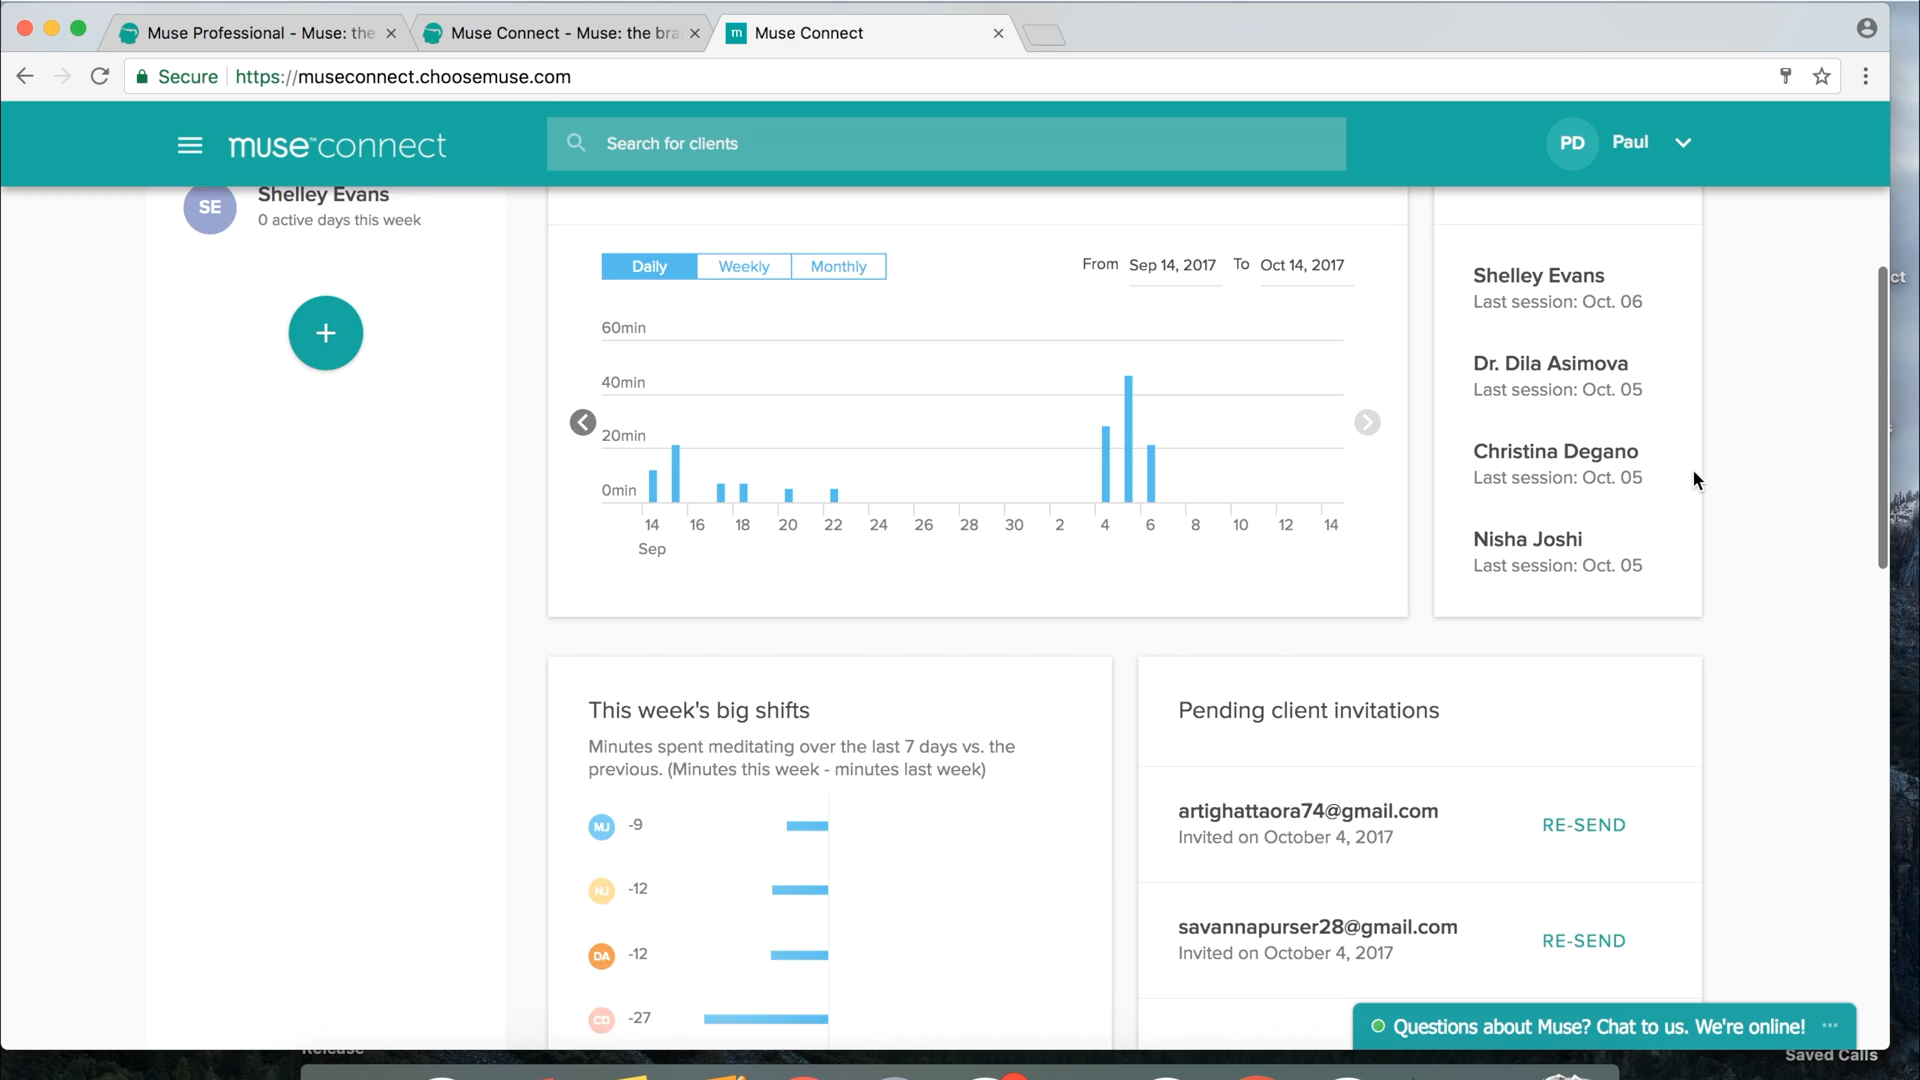 Muse Professional - Muse: the
Muse Connect - Muse: the brai
Muse Connect
Secure
https://museconnect.choosemuse.com
muse™connect
Search for clients
PD
Paul
SE
Shelley Evans
0 active days this week
+
Daily
Weekly
Monthly
From Sep 14, 2017 To Oct 14, 2017
60min
40min
20min
0min
14 16 18 20 22 24 26 28 30 2 4 6 8 10 12 14
Sep
Shelley Evans
Last session: Oct. 06
Dr. Dila Asimova
Last session: Oct. 05
Christina Degano
Last session: Oct. 05
Nisha Joshi
Last session: Oct. 05
This week's big shifts
Minutes spent meditating over the last 7 days vs. the
previous. (Minutes this week - minutes last week)
MJ -9
NJ -12
DA -12
CD -27
Pending client invitations
artighattaora74@gmail.com
Invited on October 4, 2017
RE-SEND
savannapurser28@gmail.com
Invited on October 4, 2017
RE-SEND
Questions about Muse? Chat to us. We're online!
Saved Calls